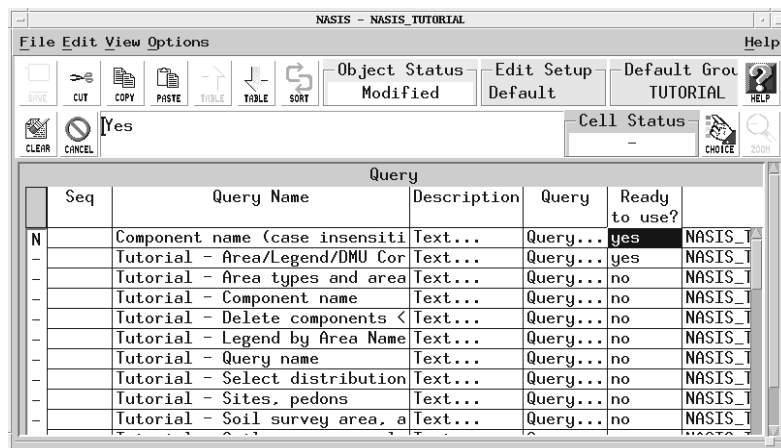 NASIS - NASIS_TUTORIAL
File Edit View Options Help
SAVE CUT COPY PASTE TABLE TABLE SORT Object Status Modified Edit Setup Default Default Grou TUTORIAL HELP
CLEAR CANCEL Yes Cell Status - CHOICE ZOOM
Query
Seq Query Name Description Query Ready to use?
N Component name (case insensiti Text... Query... yes NASIS_T
- Tutorial - Area/Legend/DMU Cor Text... Query... yes NASIS_T
- Tutorial - Area types and area Text... Query... no NASIS_T
- Tutorial - Component name Text... Query... no NASIS_T
- Tutorial - Delete components < Text... Query... no NASIS_T
- Tutorial - Legend by Area Name Text... Query... no NASIS_T
- Tutorial - Query name Text... Query... no NASIS_T
- Tutorial - Select distribution Text... Query... no NASIS_T
- Tutorial - Sites, pedons Text... Query... no NASIS_T
- Tutorial - Soil survey area, a Text... Query... no NASIS_T